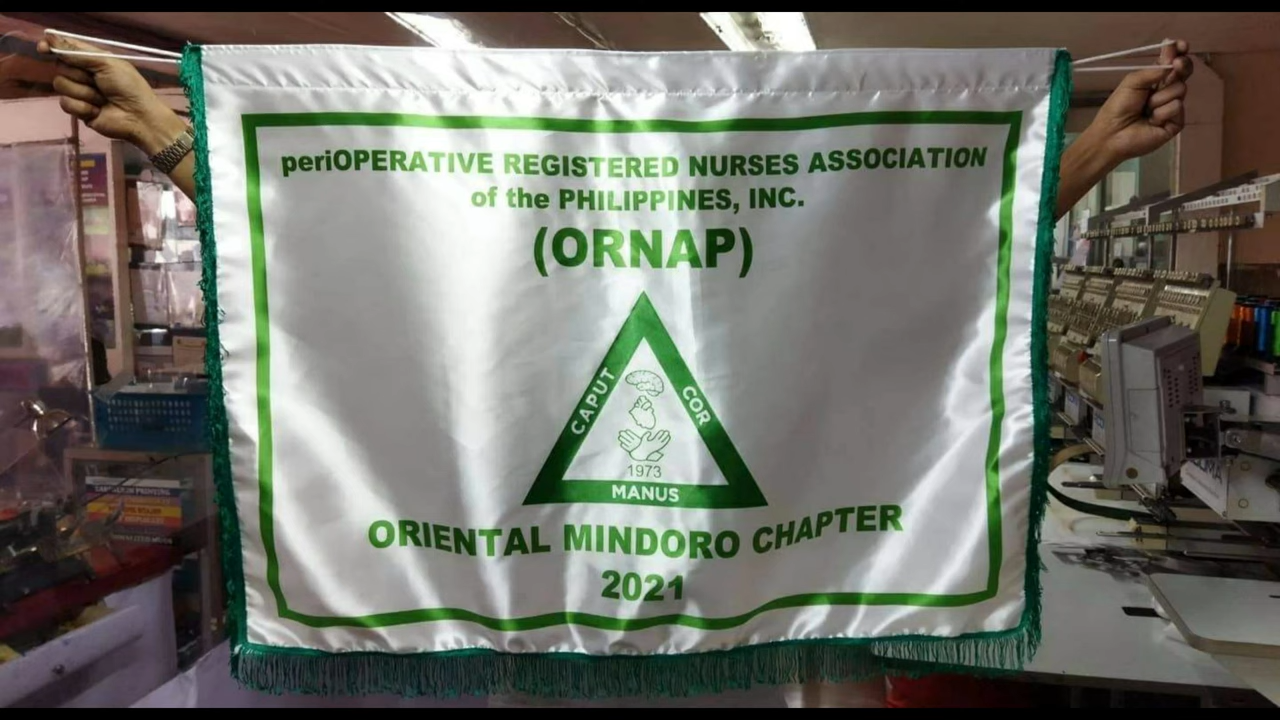 periOPERATIVE REGISTERED NURSES ASSOCIATION
of the PHILIPPINES, INC.
(ORNAP)
CAPUT
COR
1973
MANUS
ORIENTAL MINDORO CHAPTER
2021